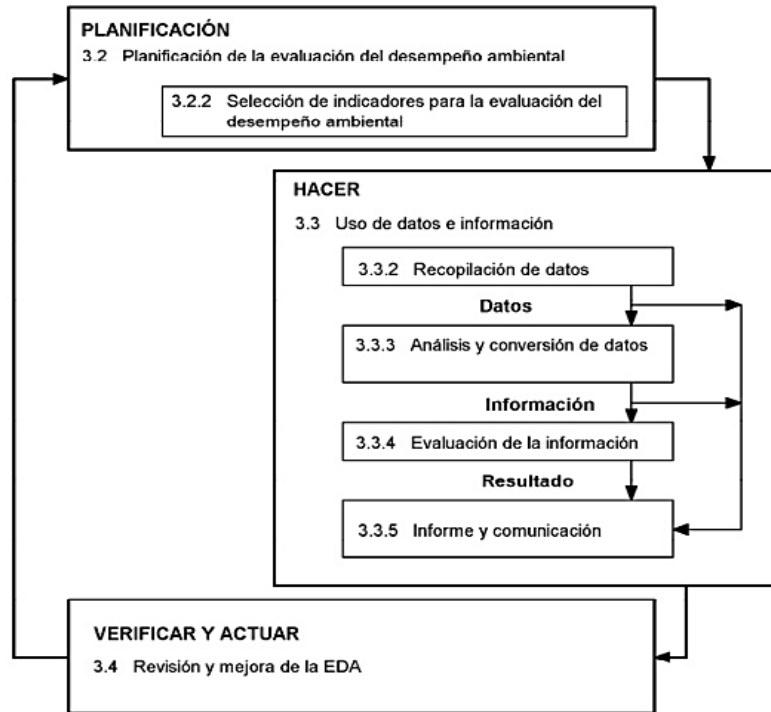 PLANIFICACIÓN
3.2 Planificación de la evaluación del desempeño ambiental
3.2.2 Selección de indicadores para la evaluación del
desempeño ambiental
HACER
3.3 Uso de datos e información
3.3.2 Recopilación de datos
Datos
3.3.3 Análisis y conversión de datos
Información
3.3.4 Evaluación de la información
Resultado
3.3.5 Informe y comunicación
VERIFICAR Y ACTUAR
3.4 Revisión y mejora de la EDA